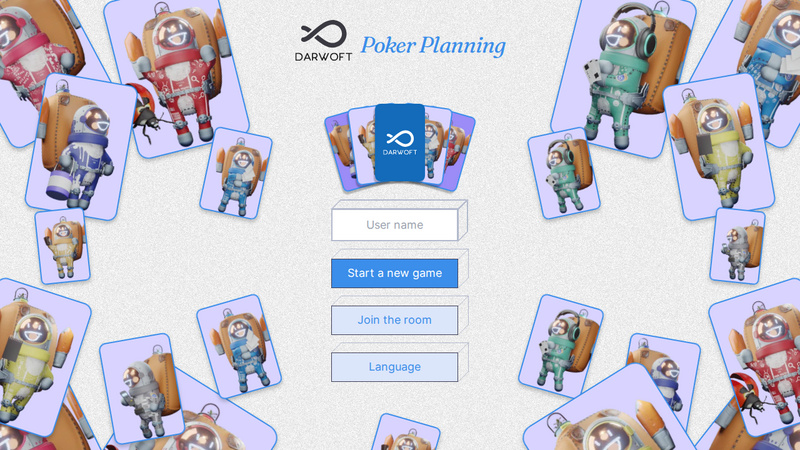 DARWOFT
Poker Planning
DARWOFT
User name
Start a new game
Join the room
Language